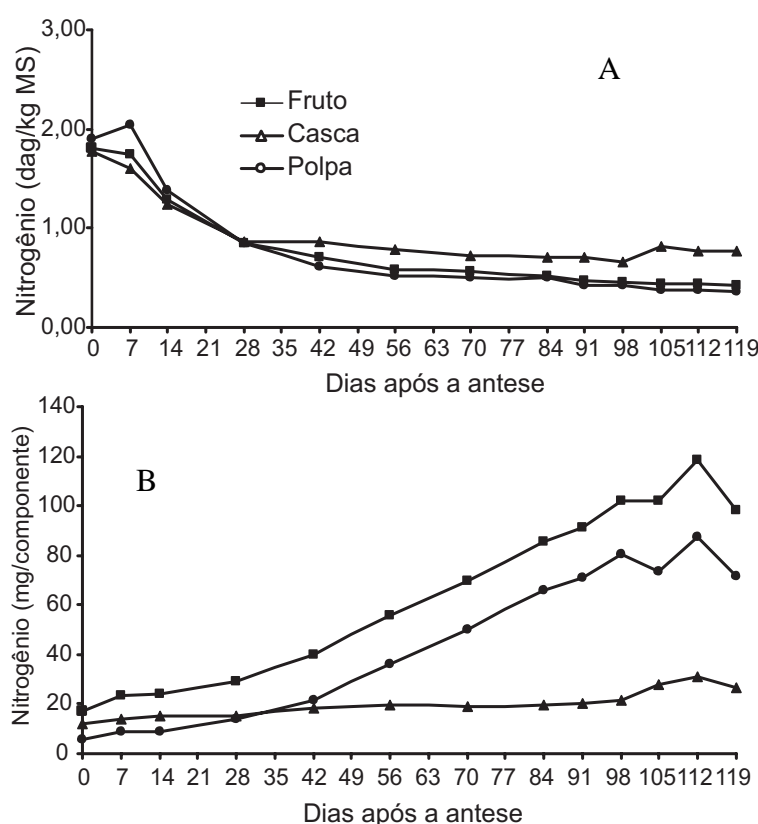 Nitrogênio (dag/kg MS)
3,00
2,00
1,00
0,00
A
Fruto
Casca
Polpa
0 7 14 21 28 35 42 49 56 63 70 77 84 91 98 105 112 119
Dias após a antese
Nitrogênio (mg/componente)
140
120
100
80
60
40
20
0
B
0 7 14 21 28 35 42 49 56 63 70 77 84 91 98 105 112 119
Dias após a antese